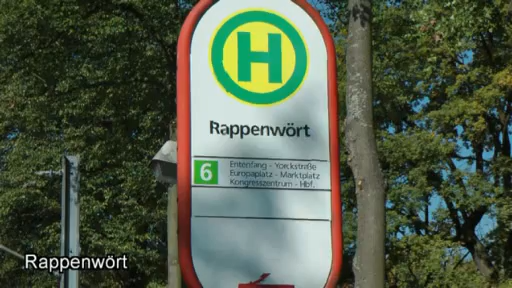 H
Rappenwört
6
Entenfang - Yorckstraße
Europaplatz - Marktplatz
Kongresszentrum - Hbf.
Rappenwört